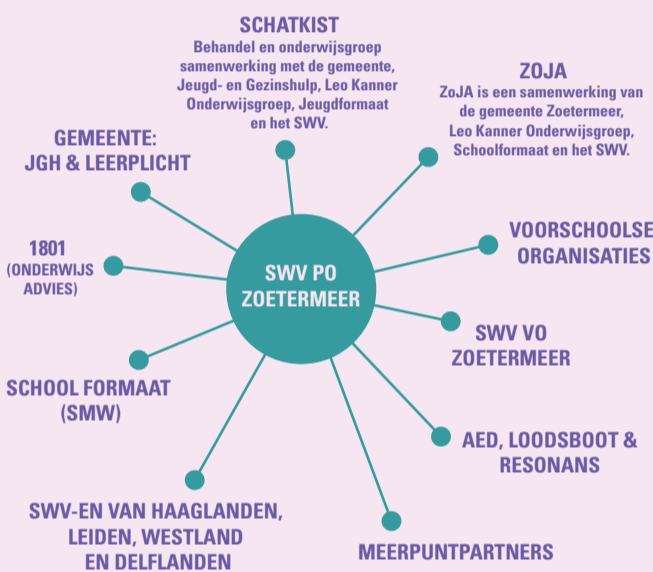 SCHATKIST
Behandel en onderwijsgroep
samenwerking met de gemeente,
Jeugd- en Gezinshulp, Leo Kanner
Onderwijsgroep, Jeugdformaat
en het SWV.
ZOJA
ZoJA is een samenwerking van
de gemeente Zoetermeer,
Leo Kanner Onderwijsgroep,
Schoolformaat en het SWV.
GEMEENTE:
JGH & LEERPLICHT
VOORSCHOOLSE
ORGANISATIES
1801
(ONDERWIJS
ADVIES)
SWV PO
ZOETERMEER
SWV VO
ZOETERMEER
SCHOOL FORMAAT
(SMW)
AED, LOODSBOOT &
RESONANS
SWV-EN VAN HAAGLANDEN,
LEIDEN, WESTLAND
EN DELFLANDEN
MEERPUNTPARTNERS